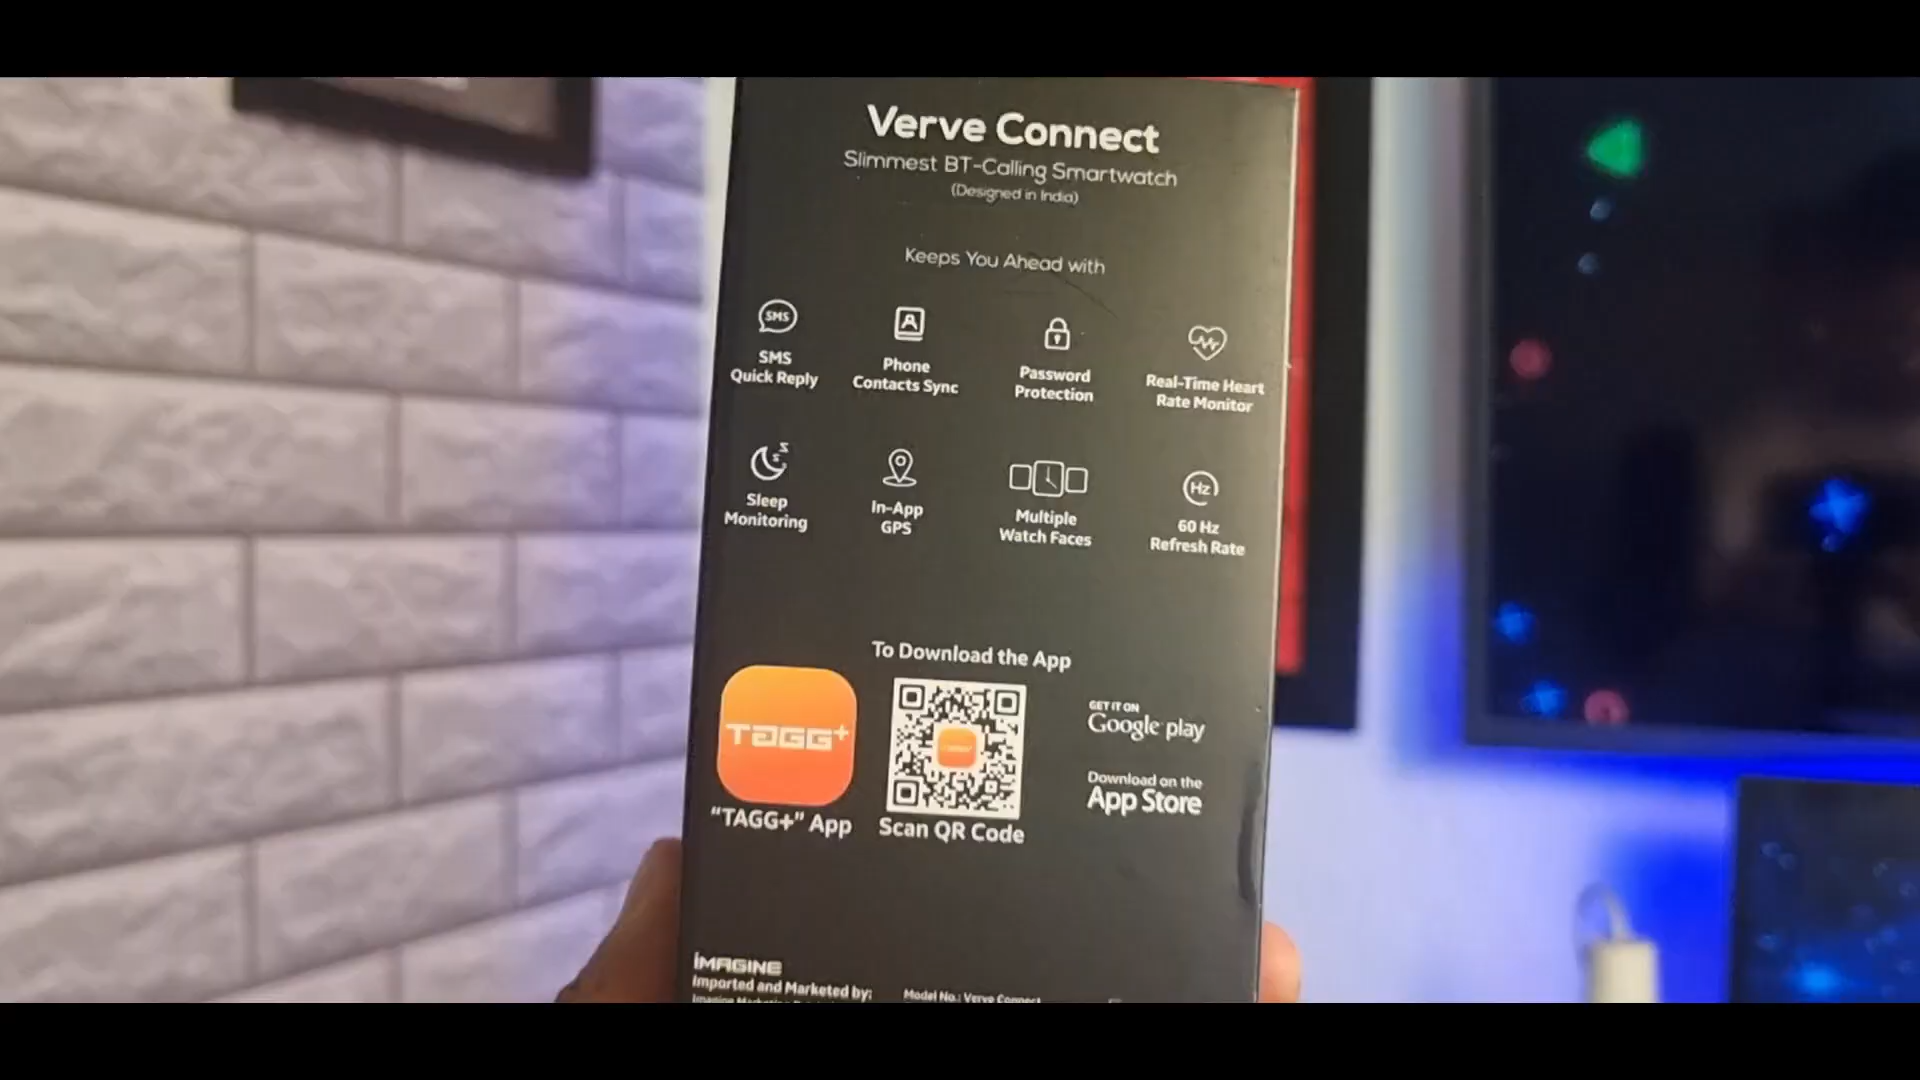 Verve Connect
Slimmest BT-Calling Smartwatch
(Designed in India)
Keeps You Ahead with
SMS
SMS
Quick Reply
A
Phone
Contacts Sync
Password
Protection
Real-Time Heart
Rate Monitor
Sleep
Monitoring
In-App
GPS
Multiple
Watch Faces
Hz
60 Hz
Refresh Rate
To Download the App
TAGG+
"TAGG+" App
Scan QR Code
GET IT ON
Google play
Download on the
App Store
IMAGINE
Imported and Marketed by:
Model No.: Verve Connect